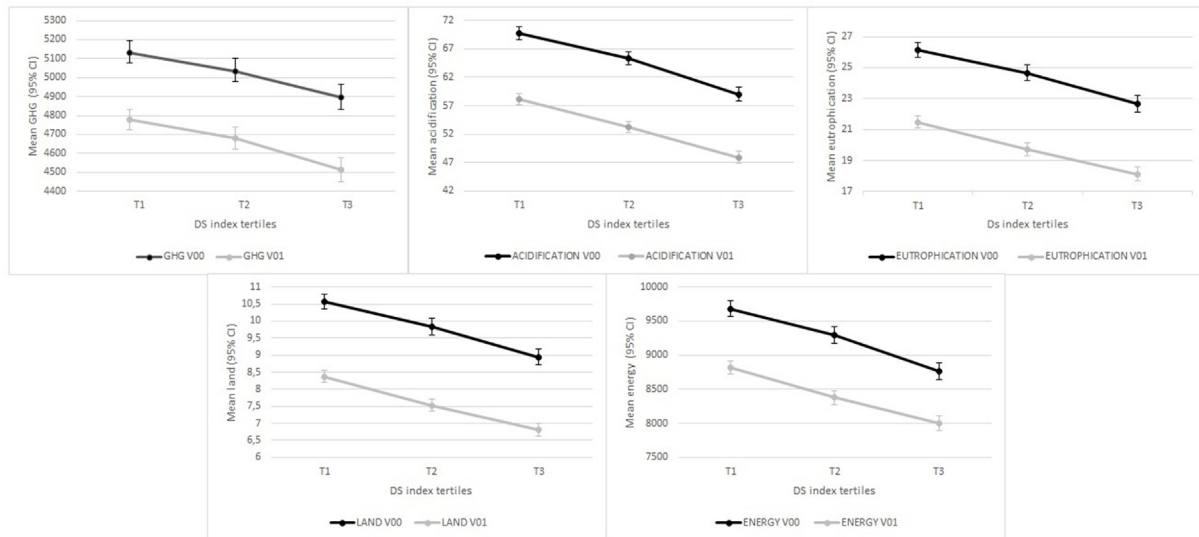 Mean GHG (95% CI)
5300
5200
5100
5000
4900
4800
4700
4600
4500
4400
T1 T2 T3
DS index tertiles
GHG V00 GHG V01
Mean acidification (95% CI)
72
67
62
57
52
47
42
T1 T2 T3
DS index tertiles
ACIDIFICATION V00 ACIDIFICATION V01
Mean eutrophication (95% CI)
27
25
23
21
19
17
T1 T2 T3
DS index tertiles
EUTROPHICATION V00 EUTROPHICATION V01
Mean land (95% CI)
11
10,5
10
9,5
9
8,5
8
7,5
7
6,5
6
T1 T2 T3
DS index tertiles
LAND V00 LAND V01
Mean energy (95% CI)
10000
9500
9000
8500
8000
7500
T1 T2 T3
DS index tertiles
ENERGY V00 ENERGY V01